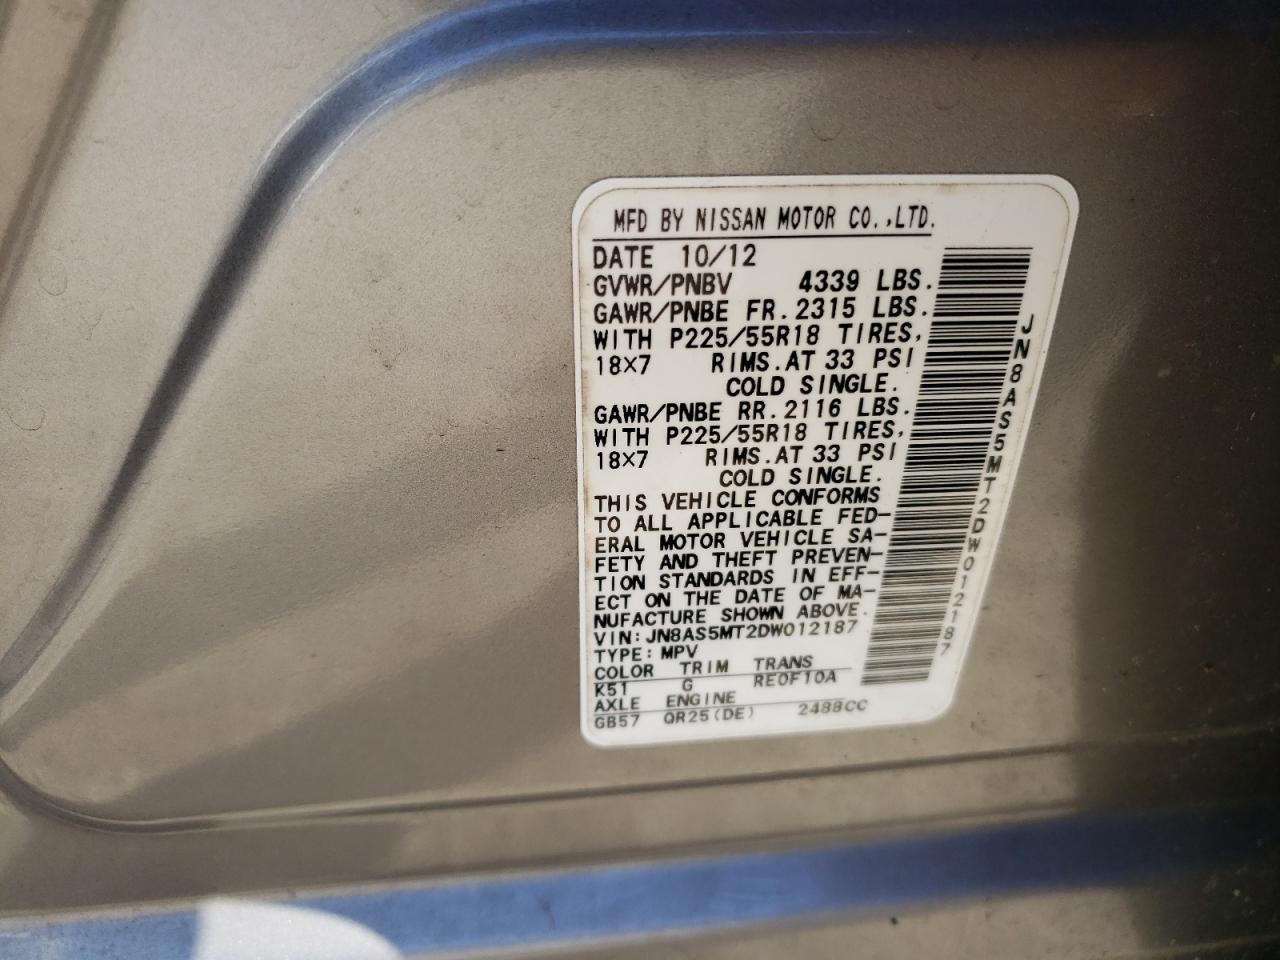 MFD BY NISSAN MOTOR CO.,LTD.
DATE 10/12
GVWR/PNBV 4339 LBS.
GAWR/PNBE FR. 2315 LBS.
WITH P225/55R18 TIRES,
18×7 RIMS.AT 33 PSI
COLD SINGLE.
GAWR/PNBE RR. 2116 LBS.
WITH P225/55R18 TIRES,
18×7 RIMS.AT 33 PSI
COLD SINGLE.
THIS VEHICLE CONFORMS
TO ALL APPLICABLE FED-
ERAL MOTOR VEHICLE SA-
FETY AND THEFT PREVEN-
TION STANDARDS IN EFF-
ECT ON THE DATE OF MA-
NUFACTURE SHOWN ABOVE.
VIN:JN8AS5MT2DW012187
TYPE:MPV
COLOR TRIM TRANS
K51 G RE0F10A
AXLE ENGINE
GB57 QR25(DE) 2488CC
JN8AS5MT2DW012187